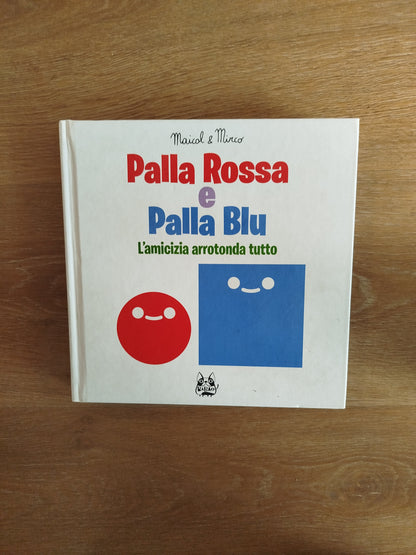 Maicol & Mirco
Palla Rossa
e
Palla Blu
L'amicizia arrotonda tutto